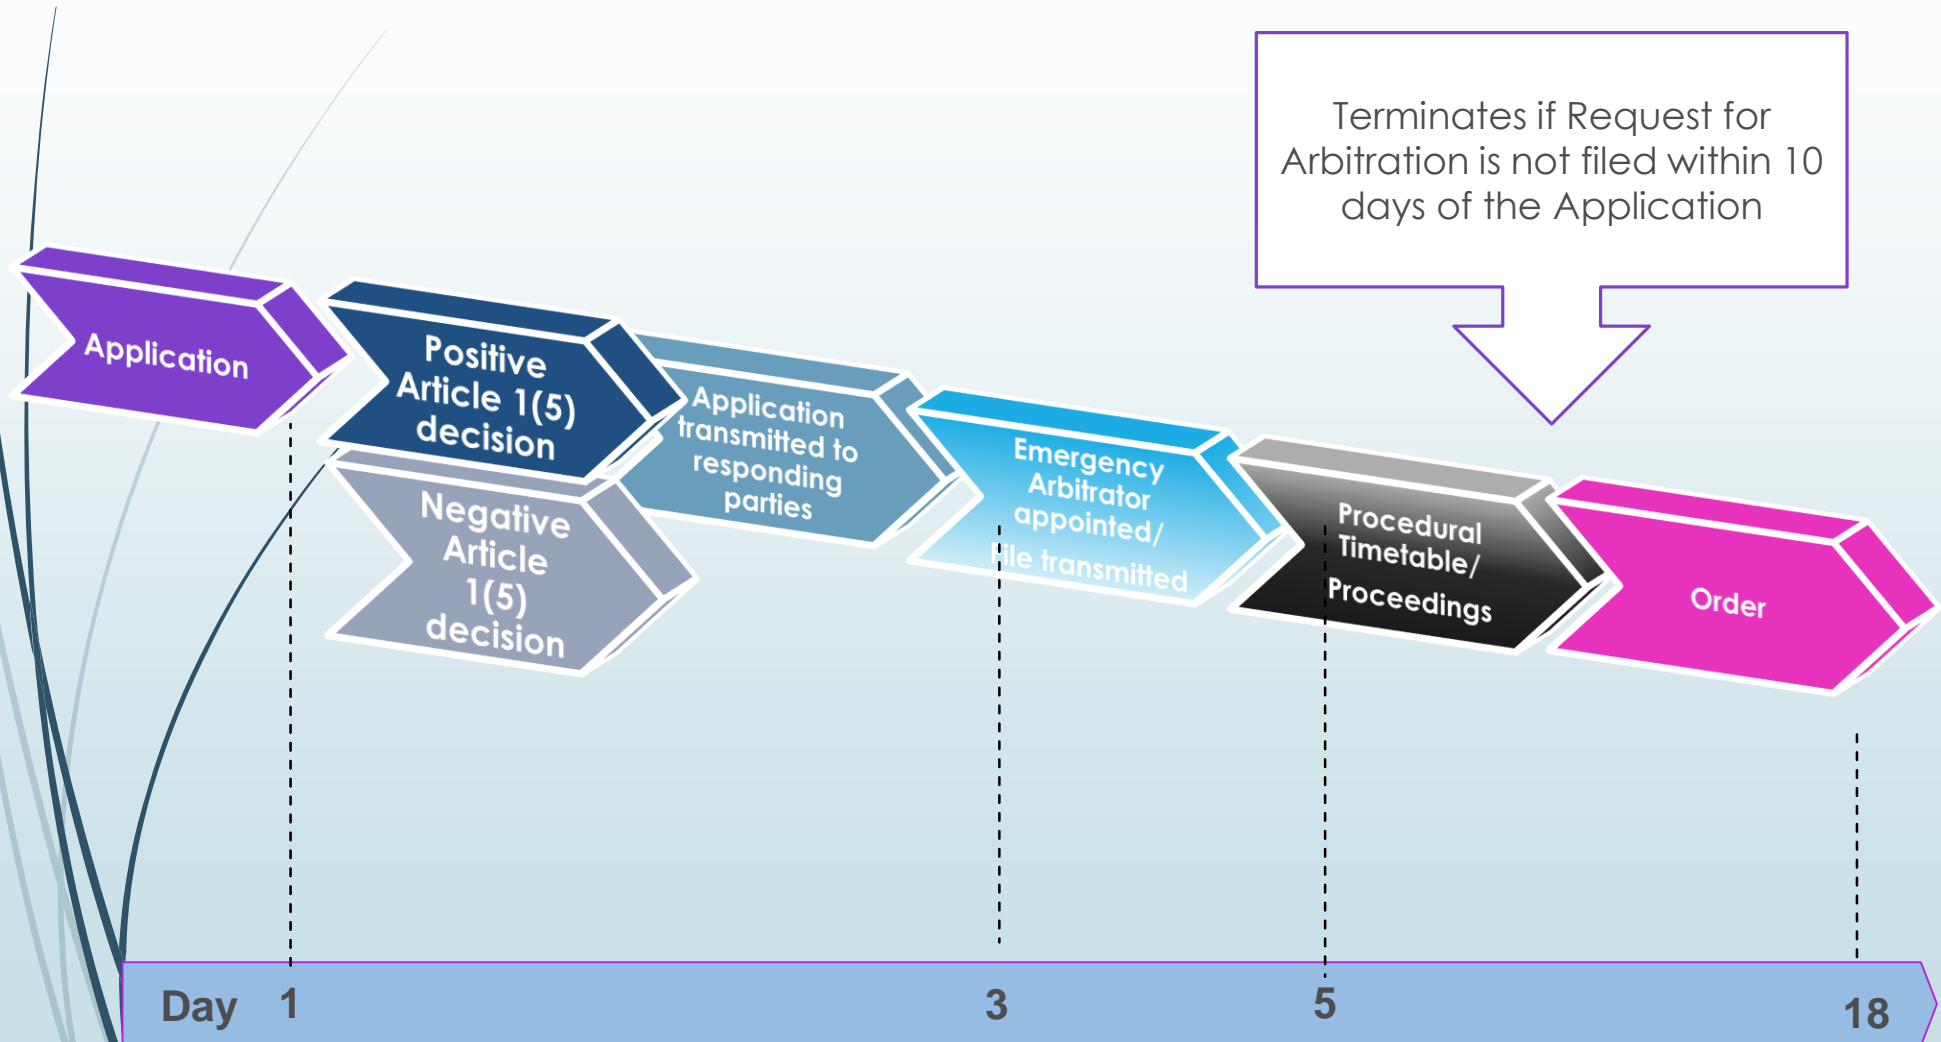 Terminates if Request for
Arbitration is not filed within 10
days of the Application
Application
Positive
Article 1(5)
decision
Negative
Article
1(5)
decision
Application
transmitted to
responding
parties
Emergency
Arbitrator
appointed/
File transmitted
Procedural
Timetable/
Proceedings
Order
Day 1 3 5 18